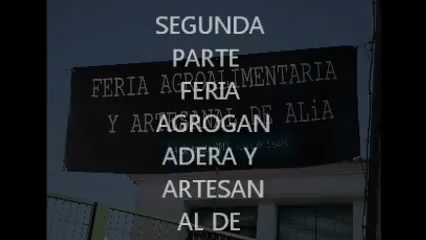 SEGUNDA
PARTE
FERIA
AGROGAN
ADERA Y
ARTESAN
AL DE
FERIA AGROALIMENTARIA
Y ARTESANAL DE ALiA